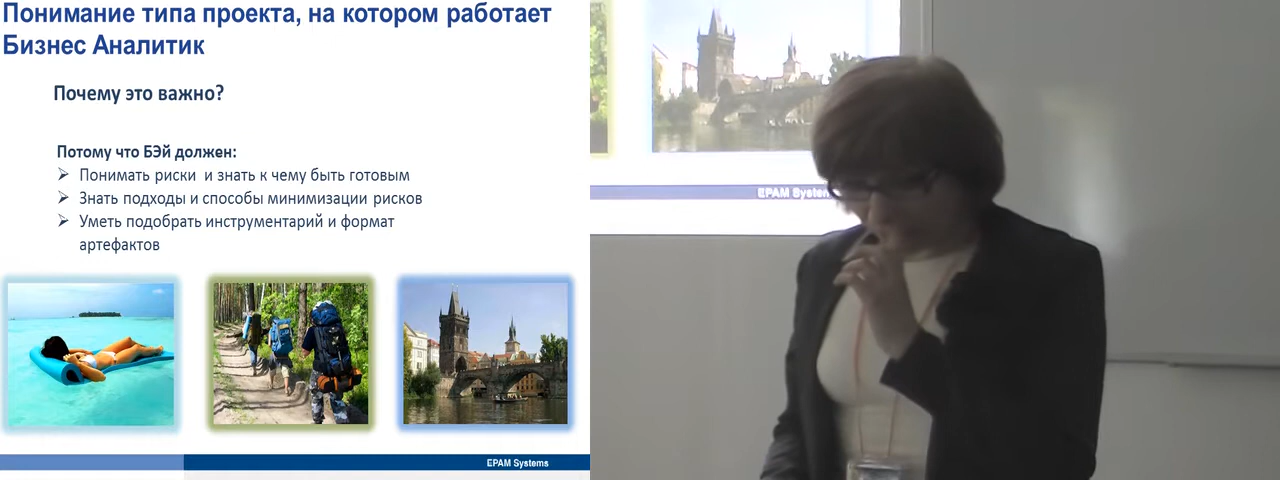 Понимание типа проекта, на котором работает
Бизнес Аналитик
Почему это важно?
Потому что БЭй должен:
Понимать риски и знать к чему быть готовым
Знать подходы и способы минимизации рисков
Уметь подобрать инструментарий и формат
артефактов
EPAM Systems
EPAM System